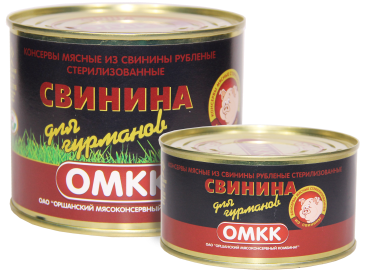 КОНСЕРВЫ МЯСНЫЕ ИЗ СВИНИНЫ РУБЛЕНЫЕ
СТЕРИЛИЗОВАННЫЕ
СВИНИНА
для
гурманов
ОМКК
ОАО "ОРШАНСКИЙ МЯСОКОНСЕРВНЫЙ
КОНСЕРВЫ МЯСНЫЕ ИЗ СВИНИНЫ РУБЛЕНЫЕ СТЕРИЛИЗОВАННЫЕ
СВИНИНА
для
гурманов
ОМКК
ОАО "ОРШАНСКИЙ МЯСОКОНСЕРВНЫЙ КОМБИНАТ"